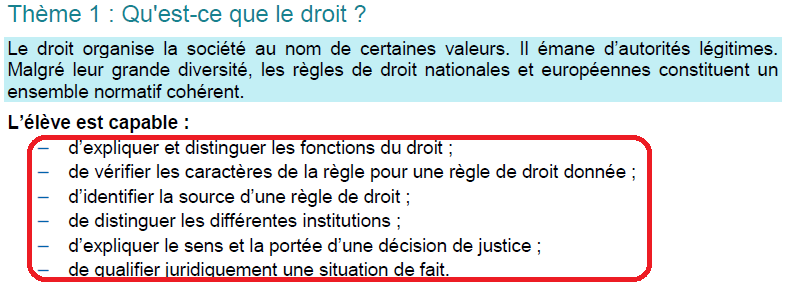 Thème 1 : Qu'est-ce que le droit ?
Le droit organise la société au nom de certaines valeurs. Il émane d’autorités légitimes.
Malgré leur grande diversité, les règles de droit nationales et européennes constituent un
ensemble normatif cohérent.
L’élève est capable :
– d’expliquer et distinguer les fonctions du droit ;
– de vérifier les caractères de la règle pour une règle de droit donnée ;
– d’identifier la source d’une règle de droit ;
– de distinguer les différentes institutions ;
– d’expliquer le sens et la portée d’une décision de justice ;
– de qualifier juridiquement une situation de fait.